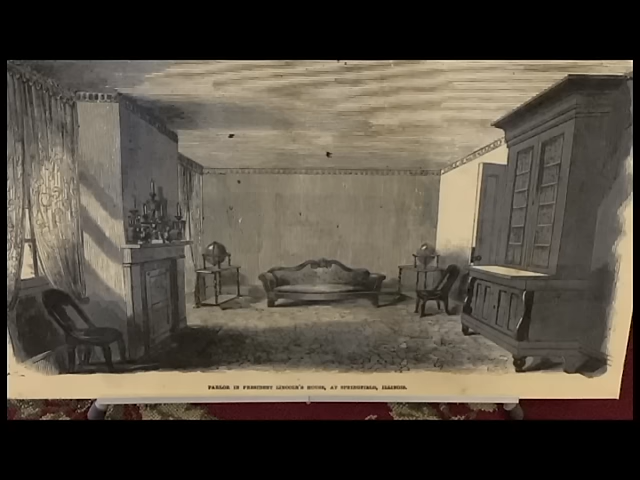 PARLOR IN PRESIDENT LINCOLN'S HOUSE, AT SPRINGFIELD, ILLINOIS.